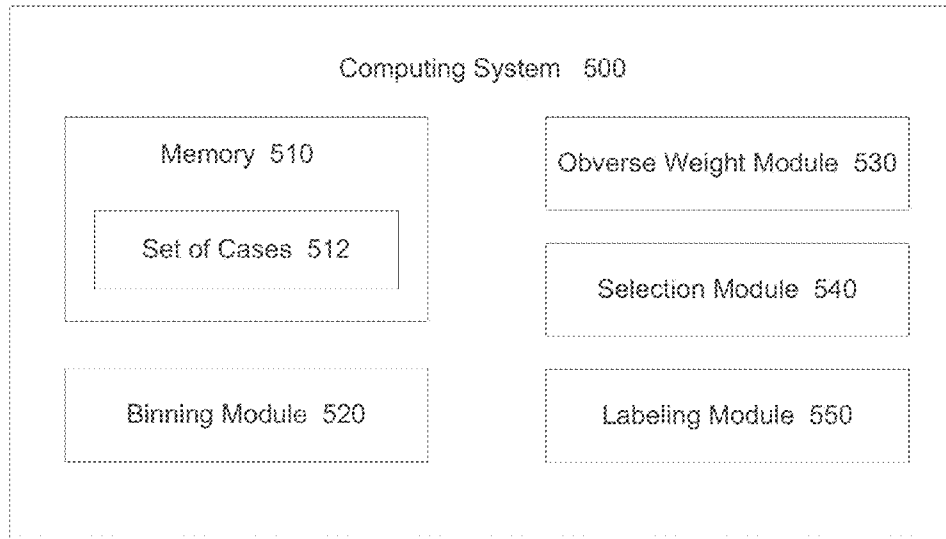 Computing System 500
Memory 510
Set of Cases 512
Binning Module 520
Obverse Weight Module 530
Selection Module 540
Labeling Module 550